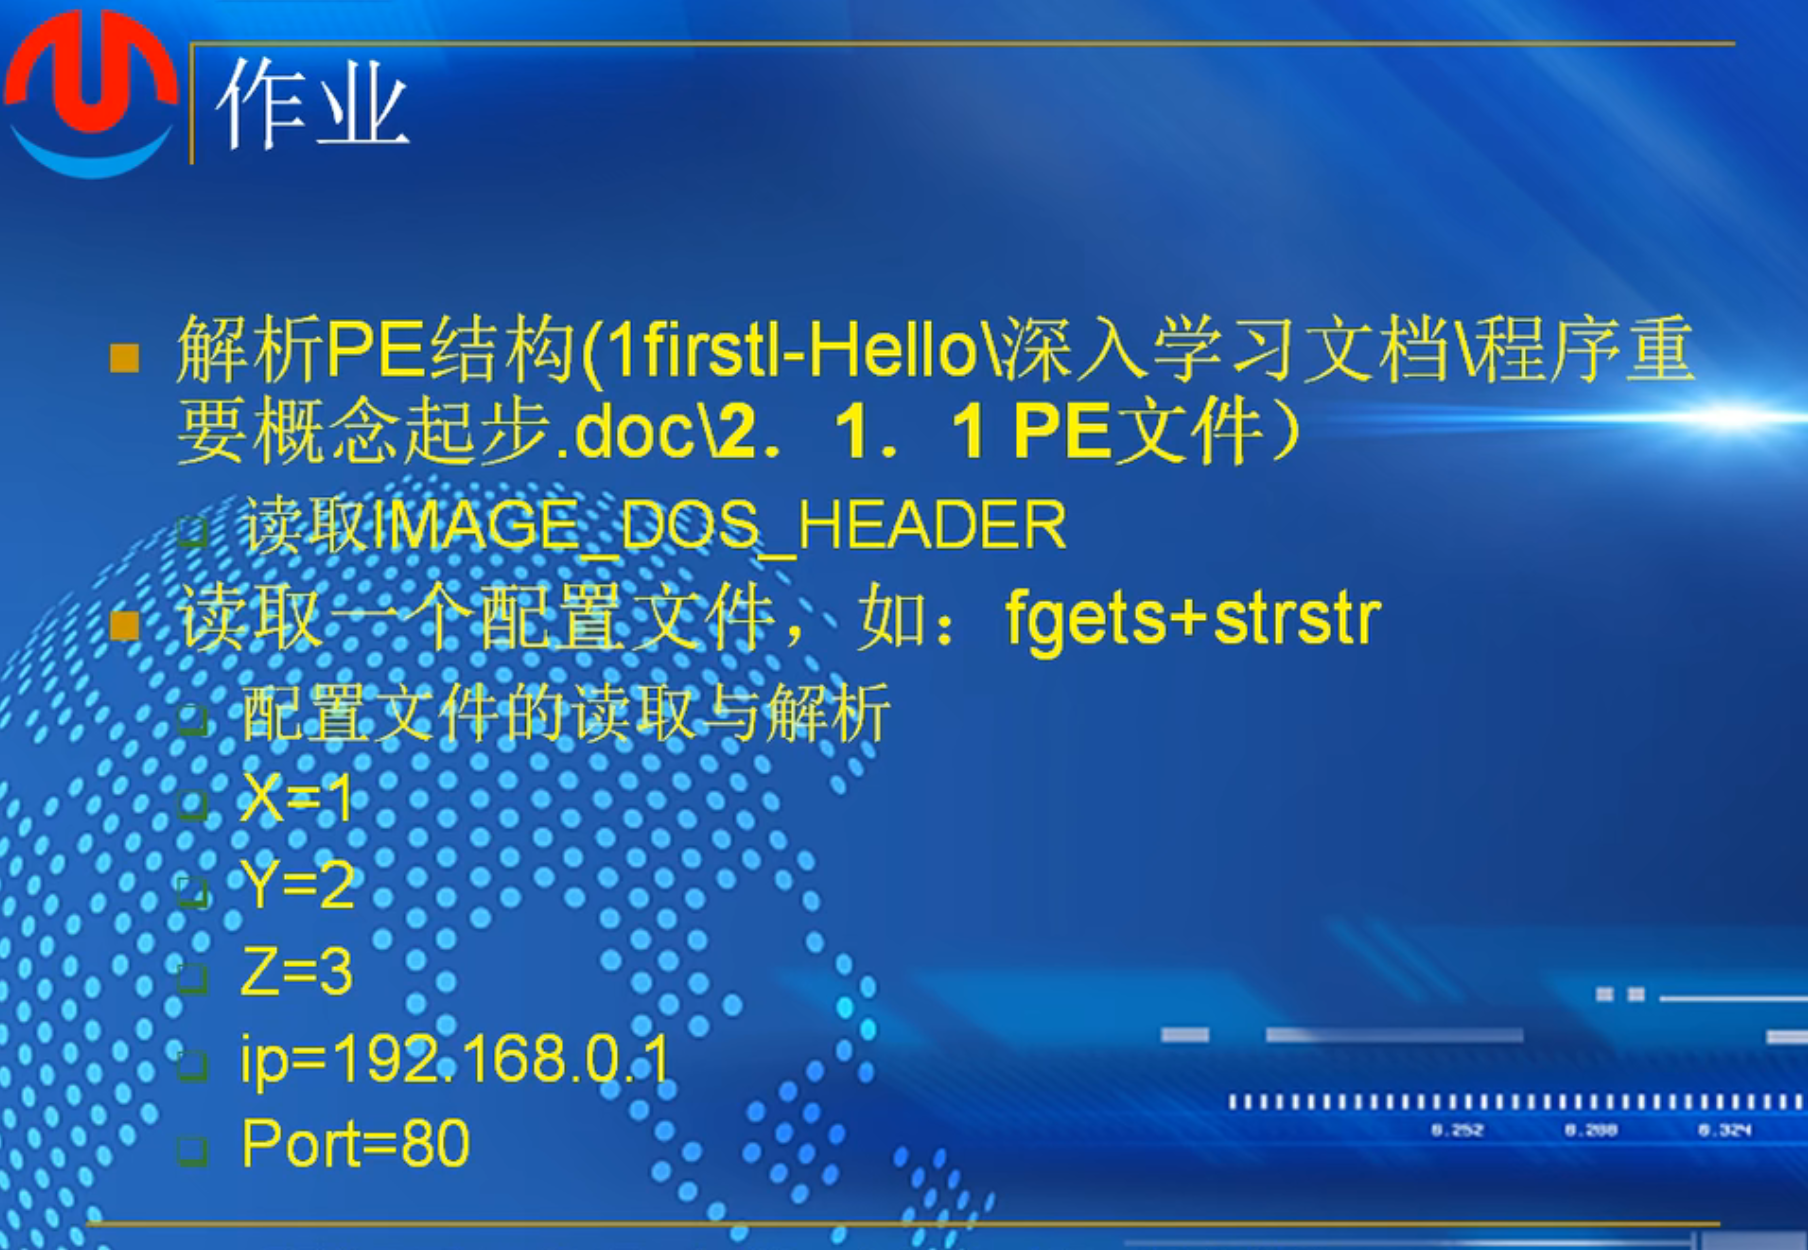 作业
解析PE结构(1firstl-Hello\深入学习文档\程序重
要概念起步.doc\2．1．1 PE文件）
读取IMAGE_DOS_HEADER
读取一个配置文件，如：fgets+strstr
配置文件的读取与解析
X=1
Y=2
Z=3
ip=192.168.0.1
Port=80
0.252 0.288 0.324